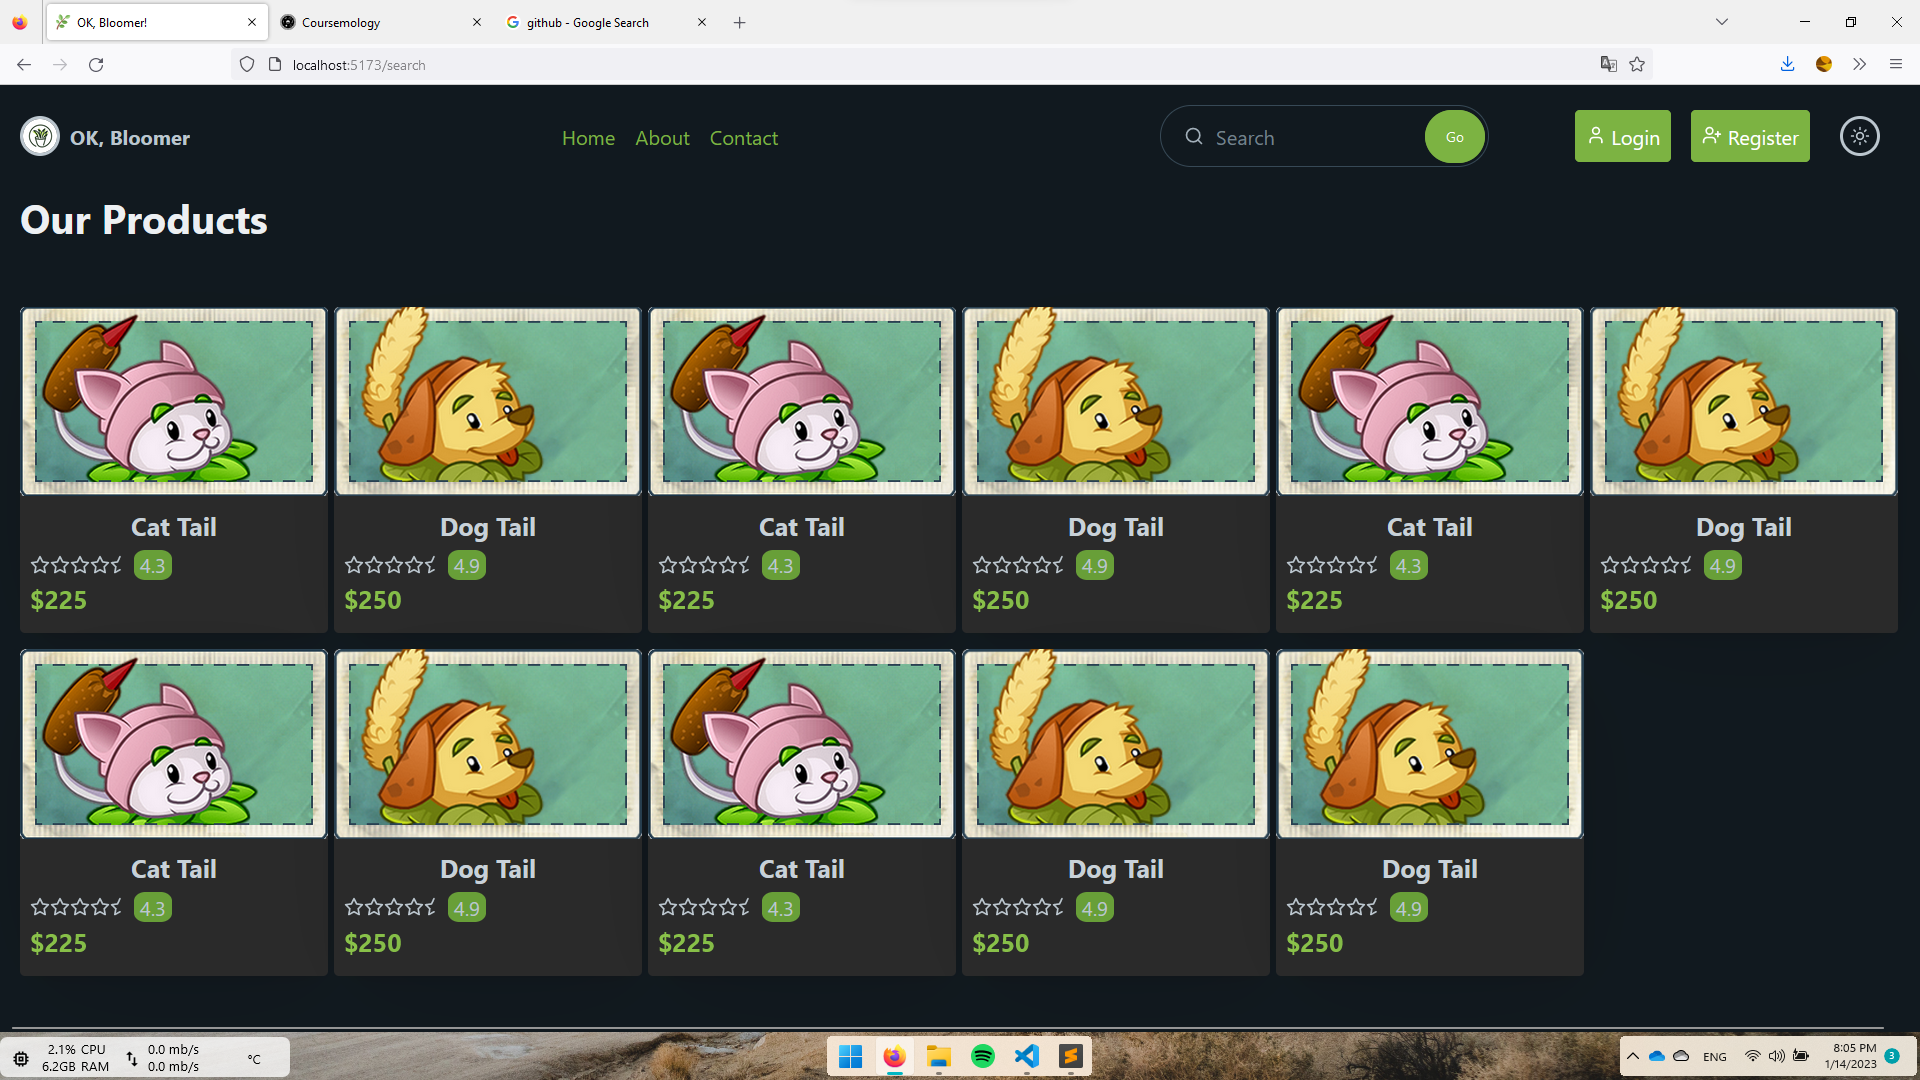 OK, Bloomer!
Coursemology
github - Google Search
localhost:5173/search
OK, Bloomer
Home About Contact
Search
Go
Login
Register
Our Products
Cat Tail
4.3
$225
Dog Tail
4.9
$250
Cat Tail
4.3
$225
Dog Tail
4.9
$250
Cat Tail
4.3
$225
Dog Tail
4.9
$250
Cat Tail
4.3
$225
Dog Tail
4.9
$250
Cat Tail
4.3
$225
Dog Tail
4.9
$250
Dog Tail
4.9
$250
2.1% CPU
6.2GB RAM
0.0 mb/s
0.0 mb/s
°C
ENG
8:05 PM
1/14/2023
3